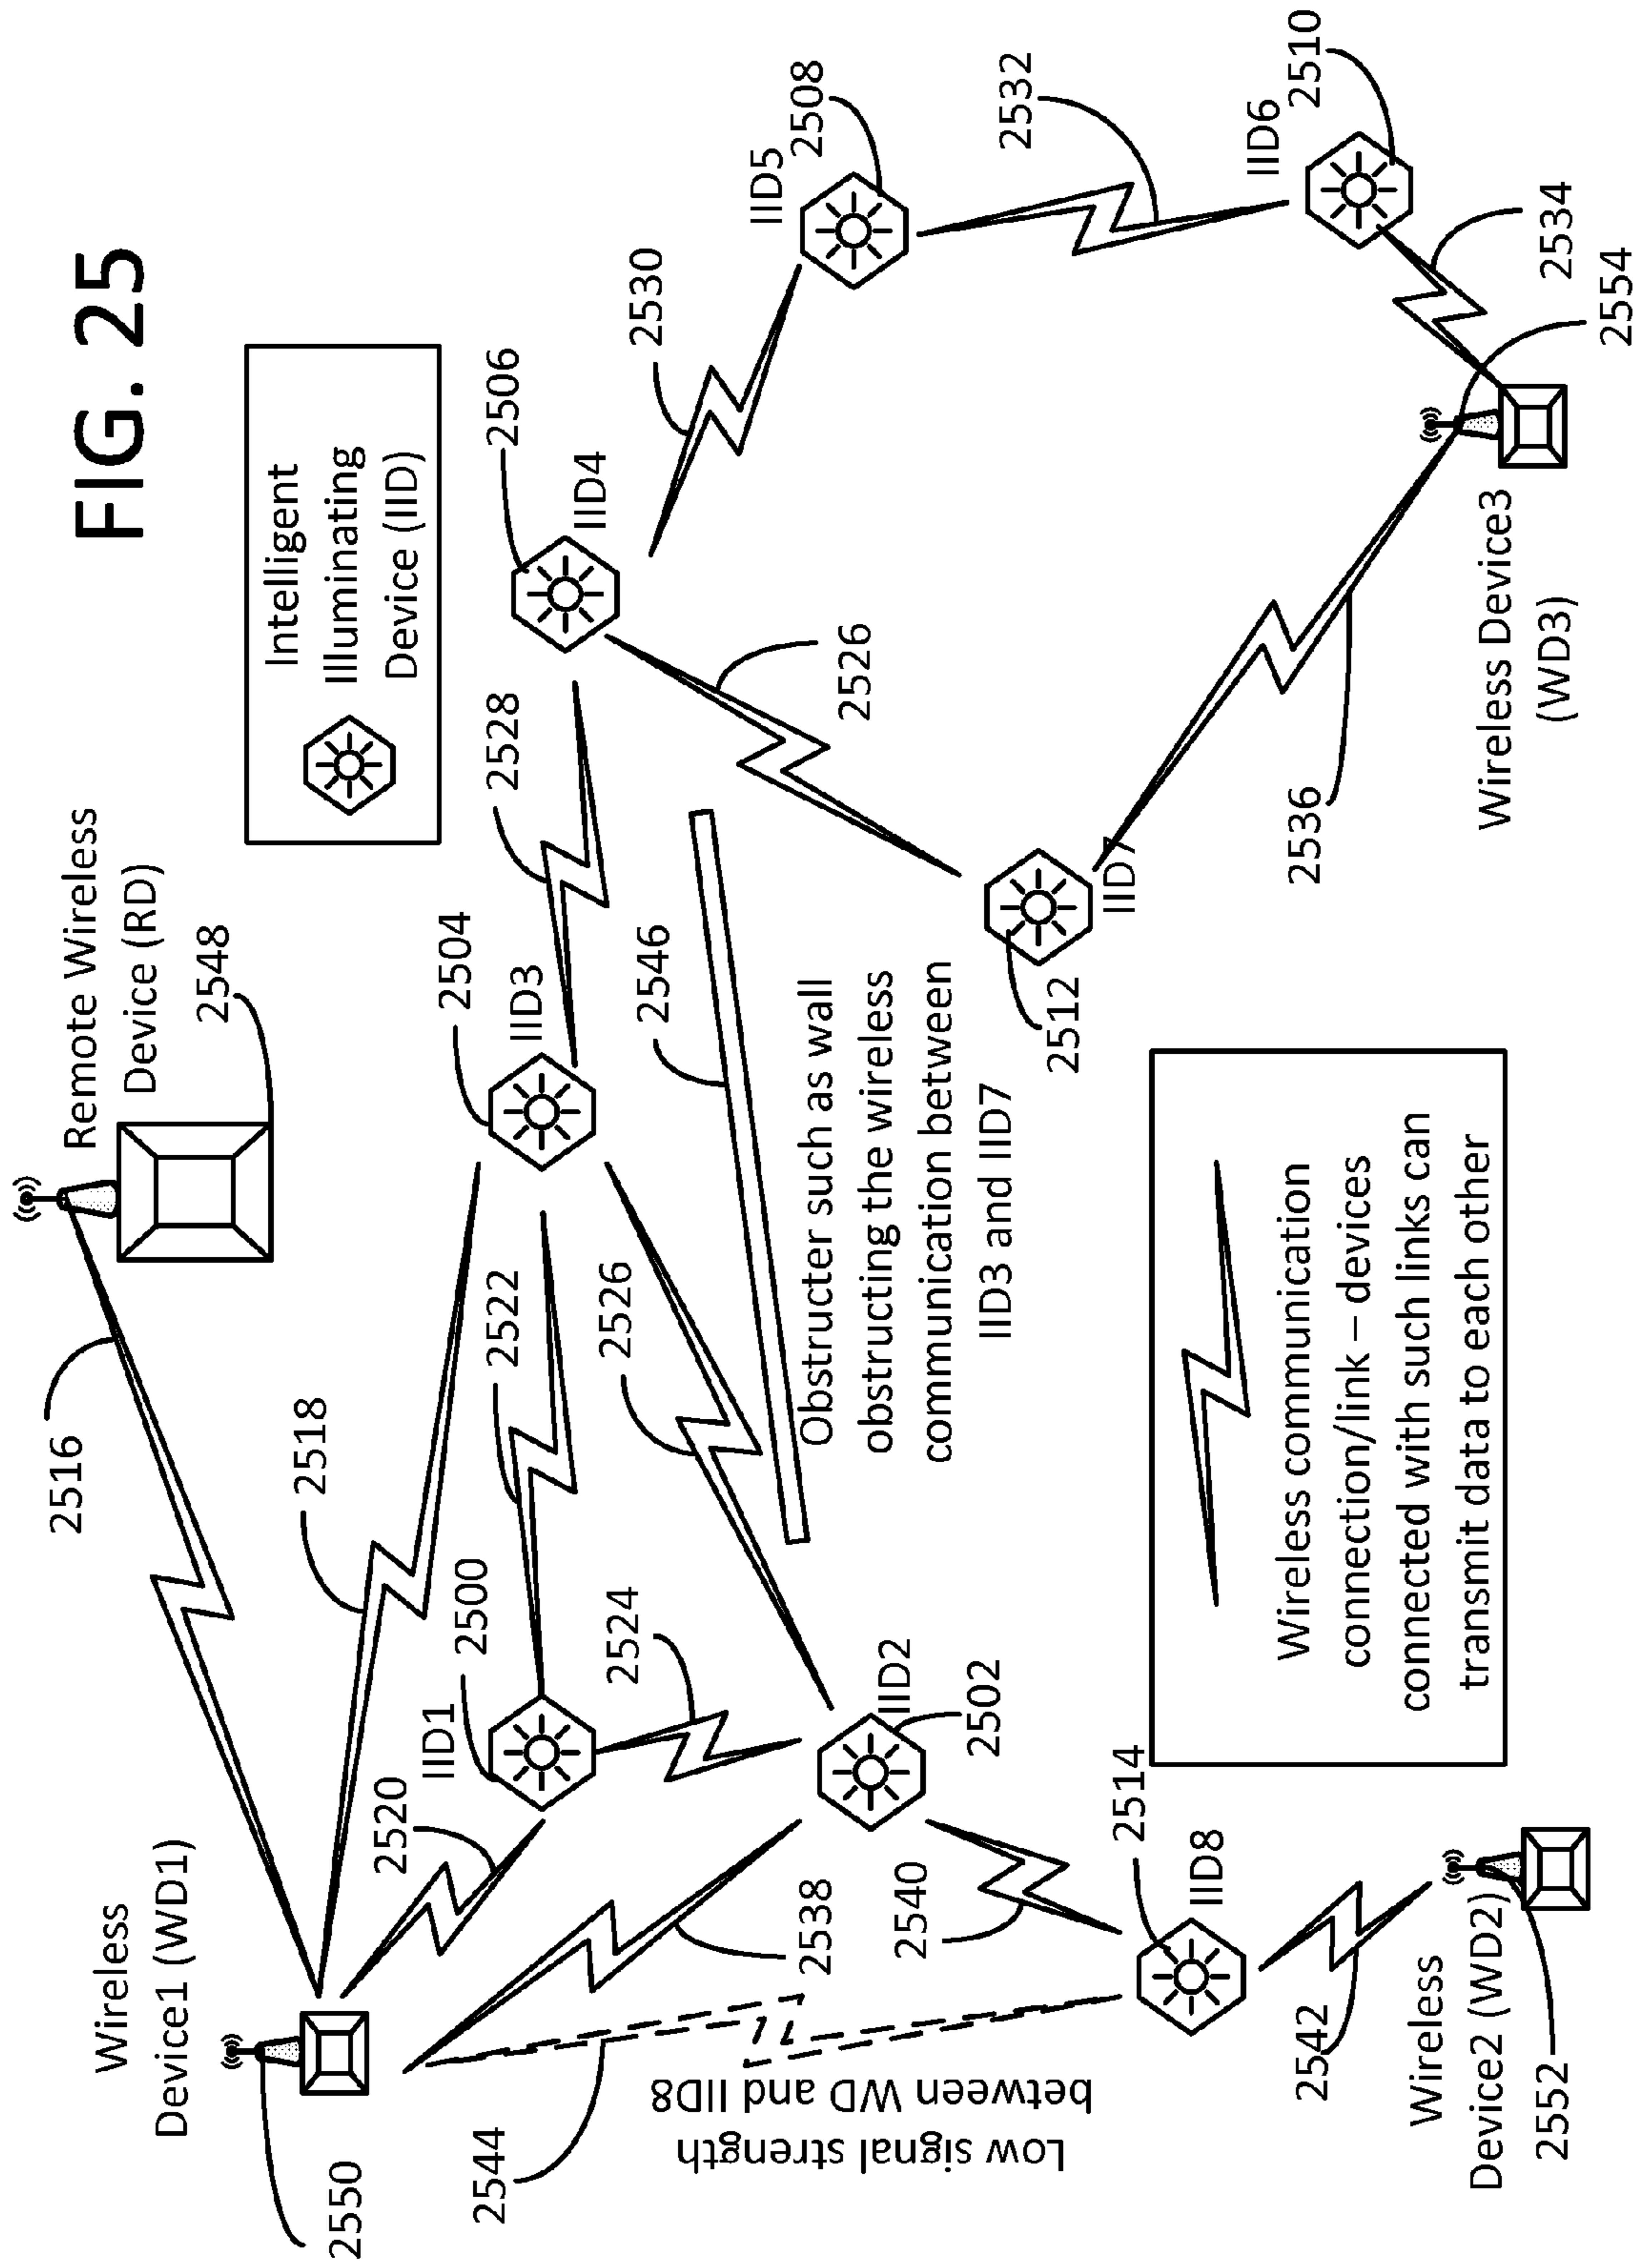 FIG. 25
Remote Wireless
Device (RD)
2548
Intelligent
Illuminating
Device (IID)
Wireless
Device1 (WD1)
2550
2516
2518
2520
IID1
2500
2522
2504
IID3
2528
2506
IID4
2530
IID5
2508
2532
IID6
2510
2524
2526
2546
2526
2544
Low signal strength
between WD and IID8
2538
2540
IID2
2502
Obstructer such as wall
obstructing the wireless
communication between
IID3 and IID7
2512
IID7
2536
2534
2554
Wireless Device3
(WD3)
2514
IID8
2542
Wireless
Device2 (WD2)
2552
Wireless communication
connection/link – devices
connected with such links can
transmit data to each other